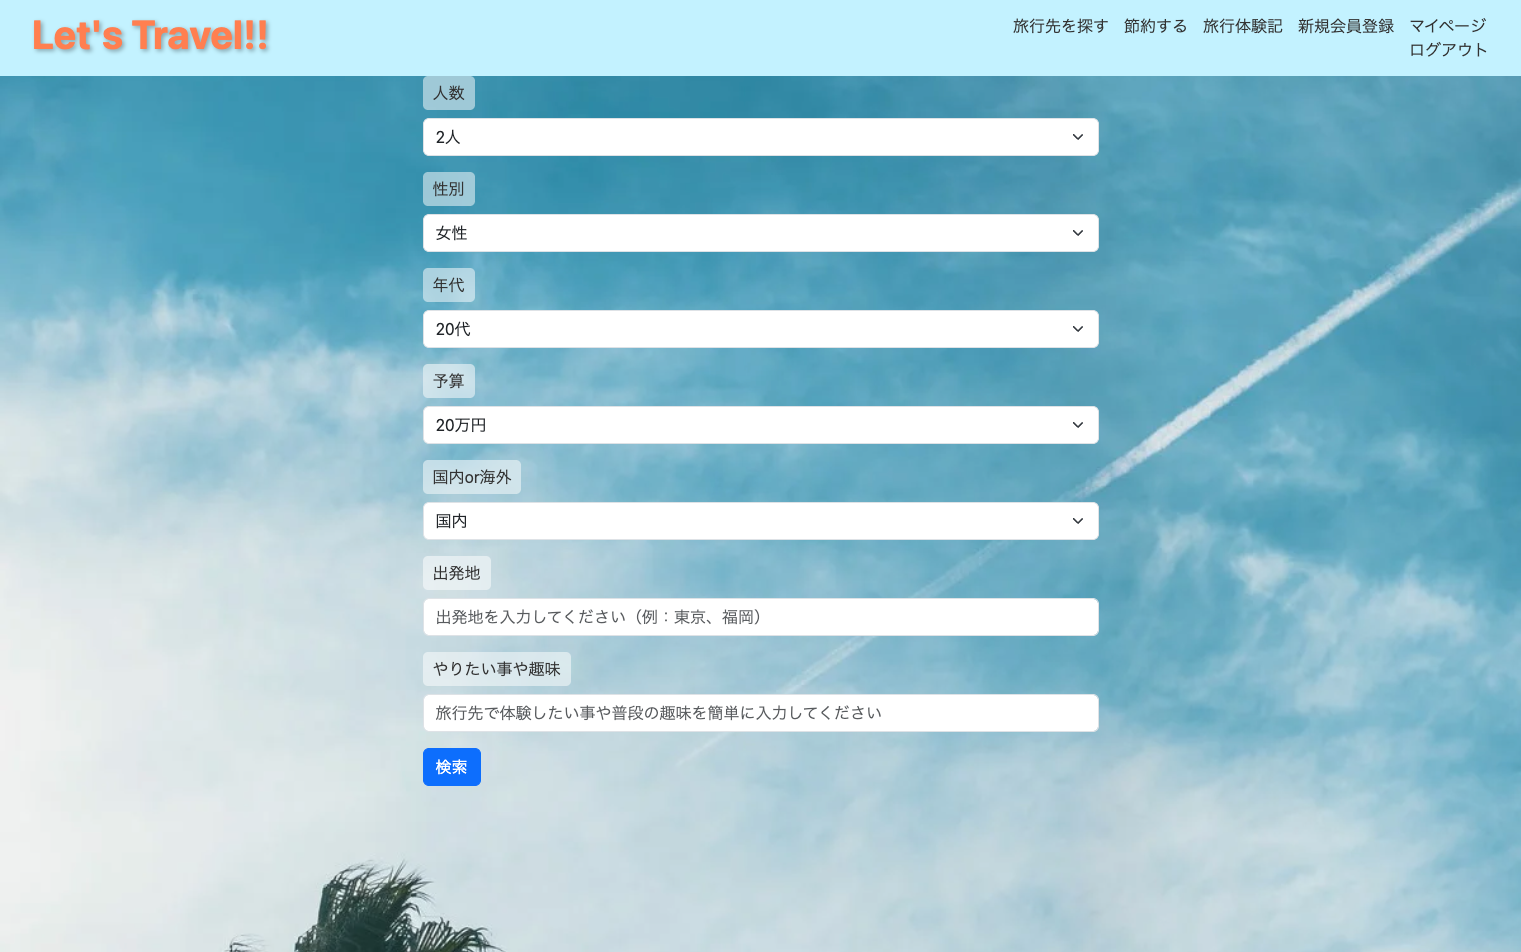 Let's Travel!!
旅行先を探す 節約する 旅行体験記 新規会員登録 マイページ
ログアウト
人数
2人
性別
女性
年代
20代
予算
20万円
国内or海外
国内
出発地
出発地を入力してください（例：東京、福岡）
やりたい事や趣味
旅行先で体験したい事や普段の趣味を簡単に入力してください
検索